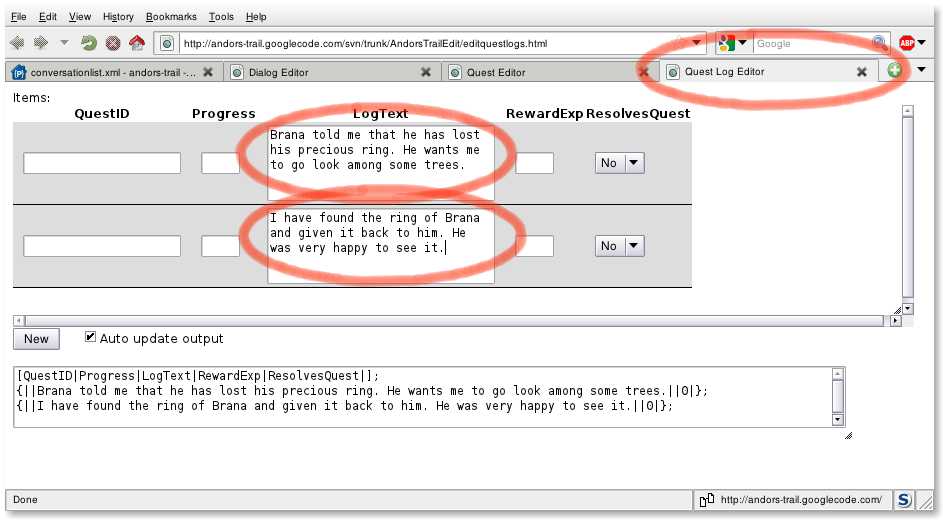 File Edit View History Bookmarks Tools Help
http://andors-trail.googlecode.com/svn/trunk/AndorsTrailEdit/editquestlogs.html Google ABP
conversationlist.xml - andors-trail -... Dialog Editor Quest Editor Quest Log Editor
Items:
QuestID Progress LogText RewardExp ResolvesQuest
Brana told me that he has lost
his precious ring. He wants me
to go look among some trees.
No
I have found the ring of Brana
and given it back to him. He
was very happy to see it.
No
New Auto update output
[QuestID|Progress|LogText|RewardExp|ResolvesQuest|];
{||Brana told me that he has lost his precious ring. He wants me to go look among some trees.||0|};
{||I have found the ring of Brana and given it back to him. He was very happy to see it.||0|};
Done http://andors-trail.googlecode.com/ S